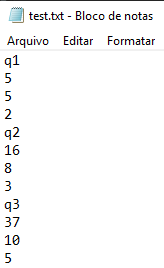 test.txt - Bloco de notas
Arquivo Editar Formatar
q1
5
5
2
q2
16
8
3
q3
37
10
5